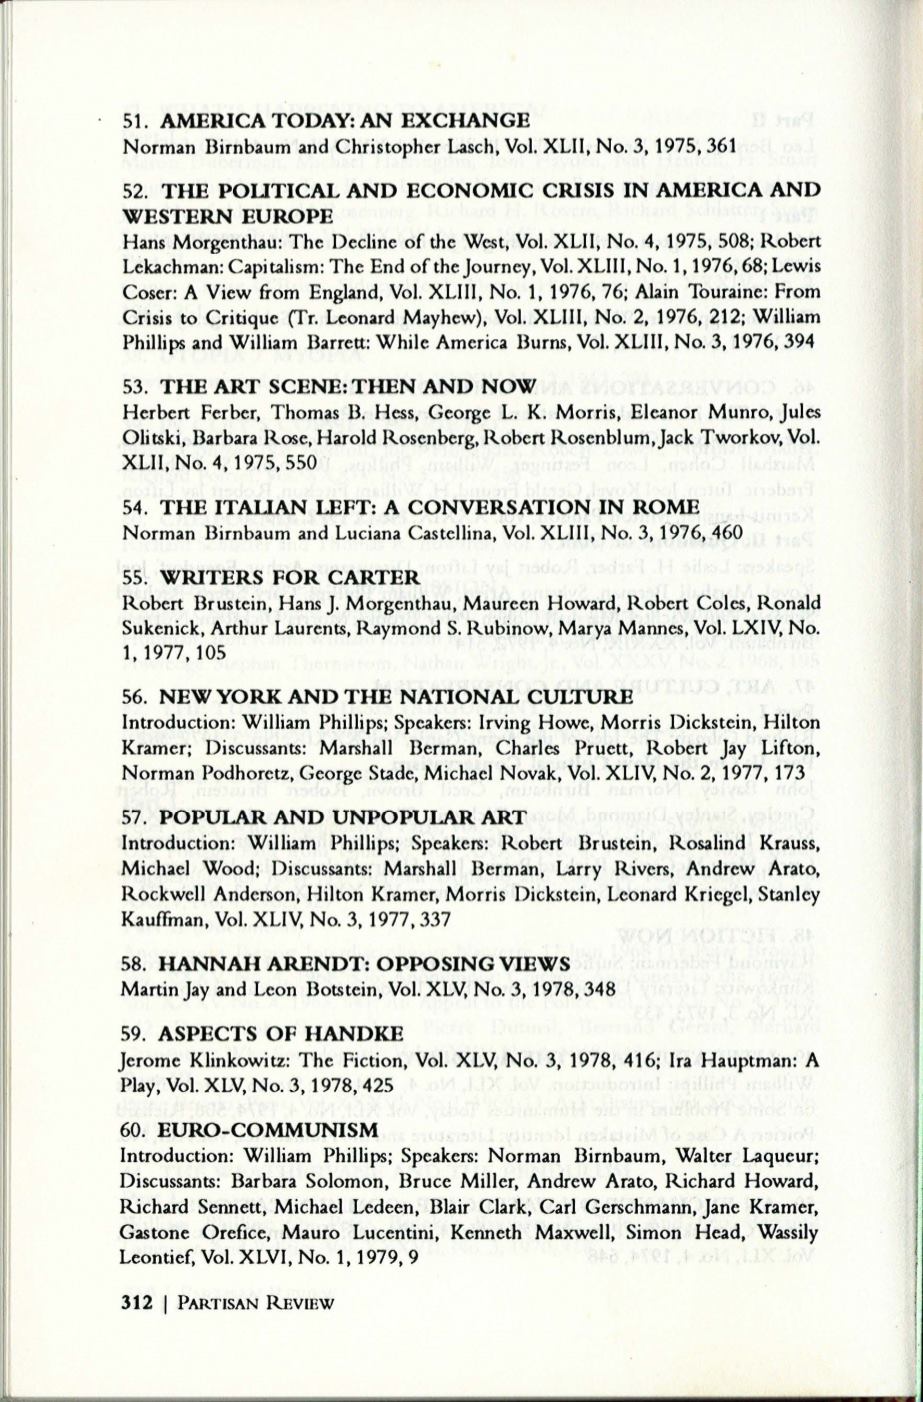 51. AMERICA TODAY: AN EXCHANGE
Norman Birnbaum and Christopher Lasch, Vol. XLII, No. 3, 1975, 361
52. THE POLITICAL AND ECONOMIC CRISIS IN AMERICA AND
WESTERN EUROPE
Hans Morgenthau: The Decline of the West, Vol. XLII, No. 4, 1975, 508; Robert
Lekachman: Capitalism: The End of the Journey, Vol. XLIII, No. 1, 1976, 68; Lewis
Coser: A View from England, Vol. XLIII, No. 1, 1976, 76; Alain Touraine: From
Crisis to Critique (Tr. Leonard Mayhew), Vol. XLIII, No. 2, 1976, 212; William
Phillips and William Barrett: While America Burns, Vol. XLIII, No. 3, 1976, 394
53. THE ART SCENE: THEN AND NOW
Herbert Ferber, Thomas B. Hess, George L. K. Morris, Eleanor Munro, Jules
Olitski, Barbara Rose, Harold Rosenberg, Robert Rosenblum, Jack Tworkov, Vol.
XLII, No. 4, 1975, 550
54. THE ITALIAN LEFT: A CONVERSATION IN ROME
Norman Birnbaum and Luciana Castellina, Vol. XLIII, No. 3, 1976, 460
55. WRITERS FOR CARTER
Robert Brustein, Hans J. Morgenthau, Maureen Howard, Robert Coles, Ronald
Sukenick, Arthur Laurents, Raymond S. Rubinow, Marya Mannes, Vol. LXIV, No.
1, 1977, 105
56. NEW YORK AND THE NATIONAL CULTURE
Introduction: William Phillips; Speakers: Irving Howe, Morris Dickstein, Hilton
Kramer; Discussants: Marshall Berman, Charles Pruett, Robert Jay Lifton,
Norman Podhoretz, George Stade, Michael Novak, Vol. XLIV, No. 2, 1977, 173
57. POPULAR AND UNPOPULAR ART
Introduction: William Phillips; Speakers: Robert Brustein, Rosalind Krauss,
Michael Wood; Discussants: Marshall Berman, Larry Rivers, Andrew Arato,
Rockwell Anderson, Hilton Kramer, Morris Dickstein, Leonard Kriegel, Stanley
Kauffman, Vol. XLIV, No. 3, 1977, 337
58. HANNAH ARENDT: OPPOSING VIEWS
Martin Jay and Leon Botstein, Vol. XLV, No. 3, 1978, 348
59. ASPECTS OF HANDKE
Jerome Klinkowitz: The Fiction, Vol. XLV, No. 3, 1978, 416; Ira Hauptman: A
Play, Vol. XLV, No. 3, 1978, 425
60. EURO-COMMUNISM
Introduction: William Phillips; Speakers: Norman Birnbaum, Walter Laqueur;
Discussants: Barbara Solomon, Bruce Miller, Andrew Arato, Richard Howard,
Richard Sennett, Michael Ledeen, Blair Clark, Carl Gerschmann, Jane Kramer,
Gastone Orefice, Mauro Lucentini, Kenneth Maxwell, Simon Head, Wassily
Leontief, Vol. XLVI, No. 1, 1979, 9
312 | PARTISAN REVIEW